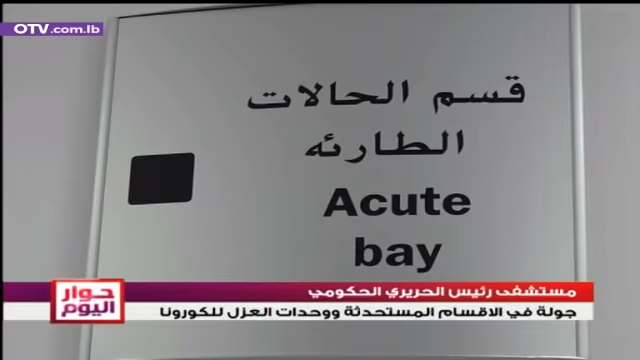 OTV.com.lb
قسم الحالات
الطارئه
Acute
bay
مستشفى رئيس الحريري الحكومي
حوار
اليوم
جولة في الاقسام المستحدثة ووحدات العزل للكورونا